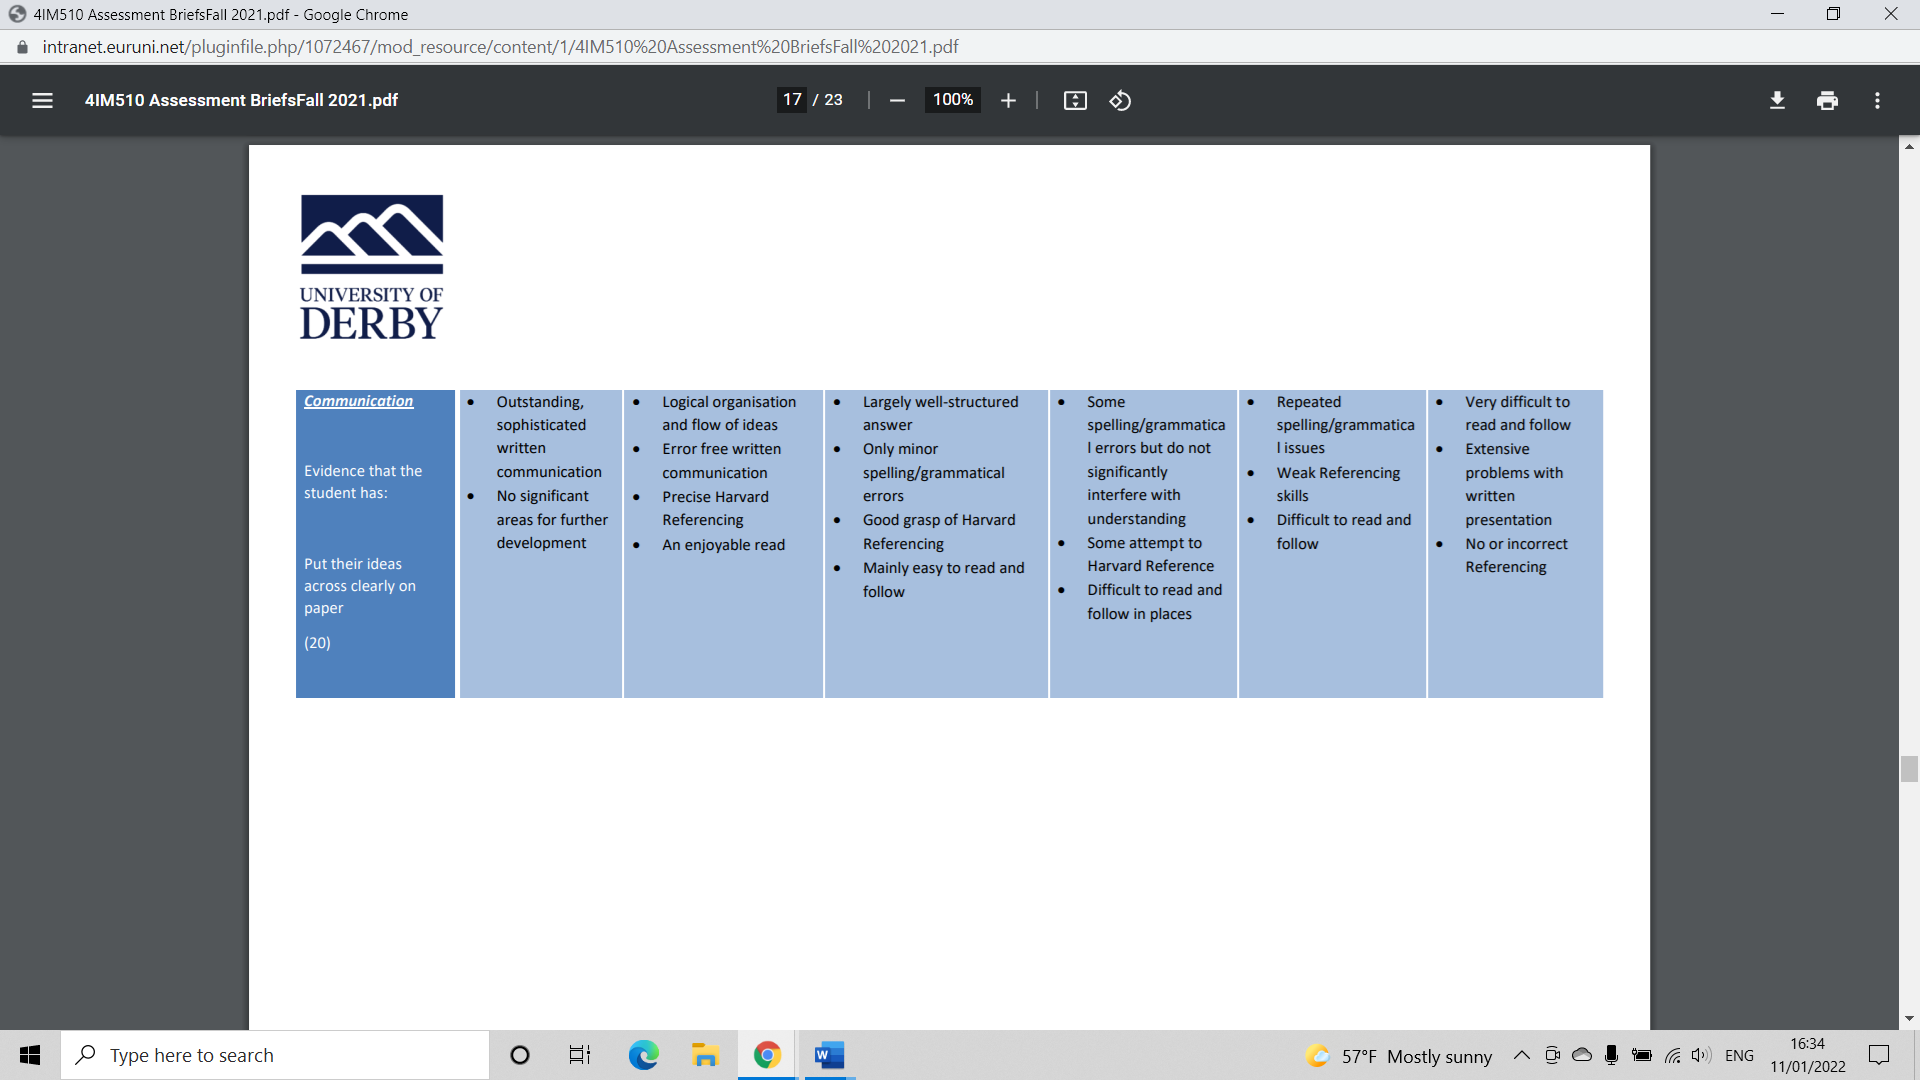 4IM510 Assessment BriefsFall 2021.pdf - Google Chrome
intranet.euruni.net/pluginfile.php/1072467/mod_resource/content/1/4IM510%20Assessment%20BriefsFall%202021.pdf
4IM510 Assessment BriefsFall 2021.pdf
17 / 23
100%
UNIVERSITY OF
DERBY
Communication
Evidence that the
student has:
Put their ideas
across clearly on
paper
(20)
• Outstanding,
sophisticated
written
communication
• No significant
areas for further
development
• Logical organisation
and flow of ideas
• Error free written
communication
• Precise Harvard
Referencing
• An enjoyable read
• Largely well-structured
answer
• Only minor
spelling/grammatical
errors
• Good grasp of Harvard
Referencing
• Mainly easy to read and
follow
• Some
spelling/grammatica
l errors but do not
significantly
interfere with
understanding
• Some attempt to
Harvard Reference
• Difficult to read and
follow in places
• Repeated
spelling/grammatica
l issues
• Weak Referencing
skills
• Difficult to read and
follow
• Very difficult to
read and follow
• Extensive
problems with
written
presentation
• No or incorrect
Referencing
Type here to search
57°F Mostly sunny
ENG
16:34
11/01/2022